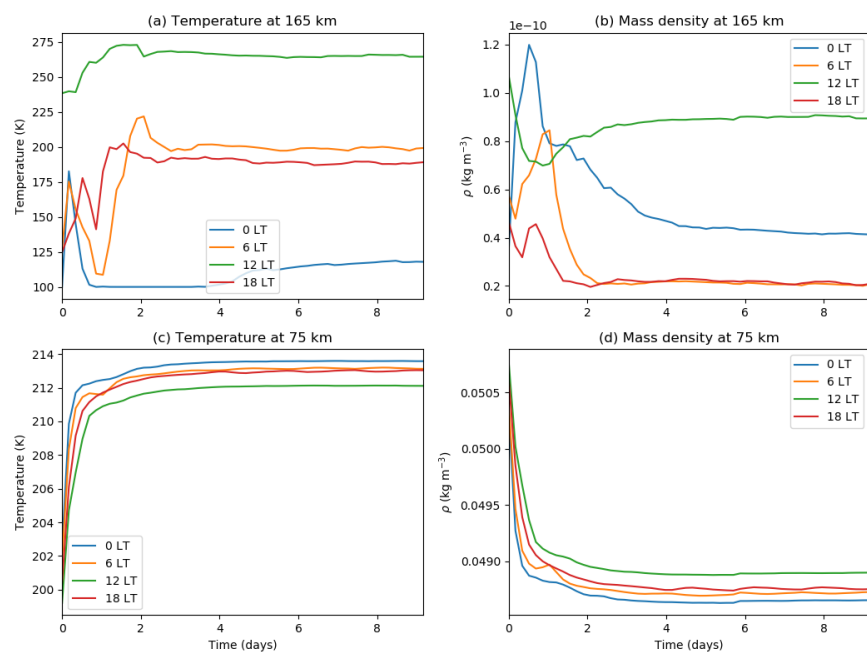 (a) Temperature at 165 km
275
250
225
200
175
150
125
100
Temperature (K)
0 LT
6 LT
12 LT
18 LT
0
2
4
6
8
(b) Mass density at 165 km
1e−10
1.2
1.0
0.8
0.6
0.4
0.2
ρ (kg m⁻³)
0 LT
6 LT
12 LT
18 LT
0
2
4
6
8
(c) Temperature at 75 km
214
212
210
208
206
204
202
200
Temperature (K)
0 LT
6 LT
12 LT
18 LT
0
2
4
6
8
Time (days)
(d) Mass density at 75 km
0.0505
0.0500
0.0495
0.0490
ρ (kg m⁻³)
0 LT
6 LT
12 LT
18 LT
0
2
4
6
8
Time (days)